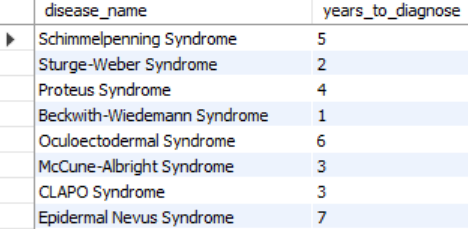 disease_name years_to_diagnose
Schimmelpenning Syndrome 5
Sturge-Weber Syndrome 2
Proteus Syndrome 4
Beckwith-Wiedemann Syndrome 1
Oculoectodermal Syndrome 6
McCune-Albright Syndrome 3
CLAPO Syndrome 3
Epidermal Nevus Syndrome 7